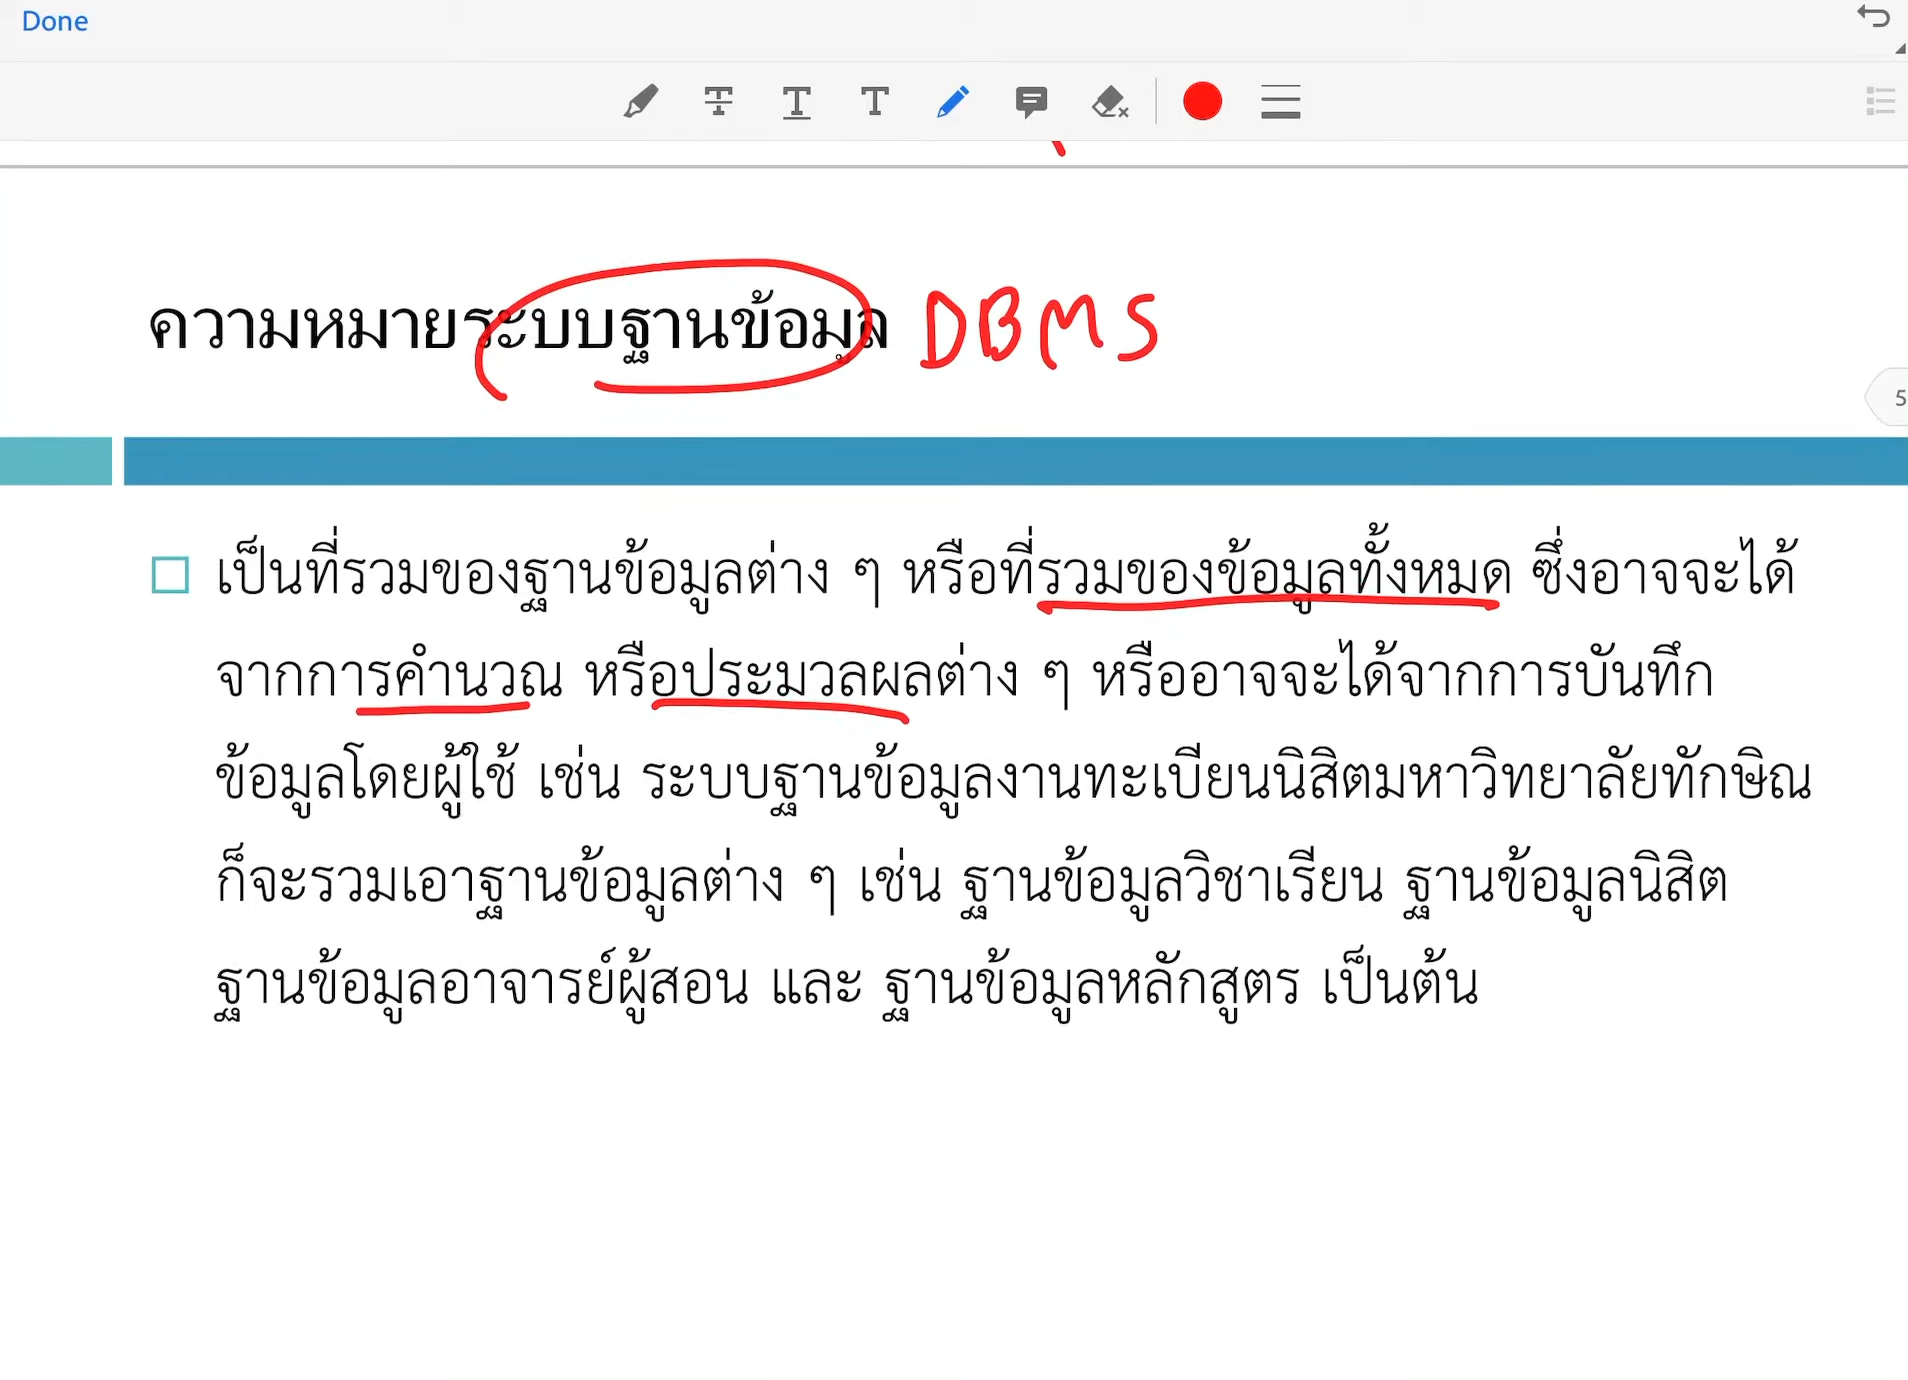 Done
ความหมายระบบฐานข้อมูล DBMS
5
เป็นที่รวมของฐานข้อมูลต่าง ๆ หรือที่รวมของข้อมูลทั้งหมด ซึ่งอาจจะได้
จากการคำนวณ หรือประมวลผลต่าง ๆ หรืออาจจะได้จากการบันทึก
ข้อมูลโดยผู้ใช้ เช่น ระบบฐานข้อมูลงานทะเบียนนิสิตมหาวิทยาลัยทักษิณ
ก็จะรวมเอาฐานข้อมูลต่าง ๆ เช่น ฐานข้อมูลวิชาเรียน ฐานข้อมูลนิสิต
ฐานข้อมูลอาจารย์ผู้สอน และ ฐานข้อมูลหลักสูตร เป็นต้น